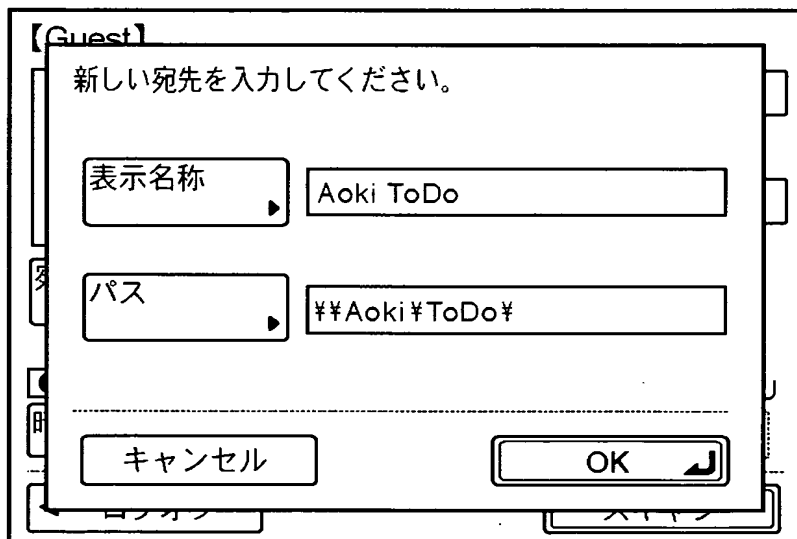 【Guest】
新しい宛先を入力してください。
表示名称
Aoki ToDo
パス
¥¥Aoki¥ToDo¥
キャンセル
OK